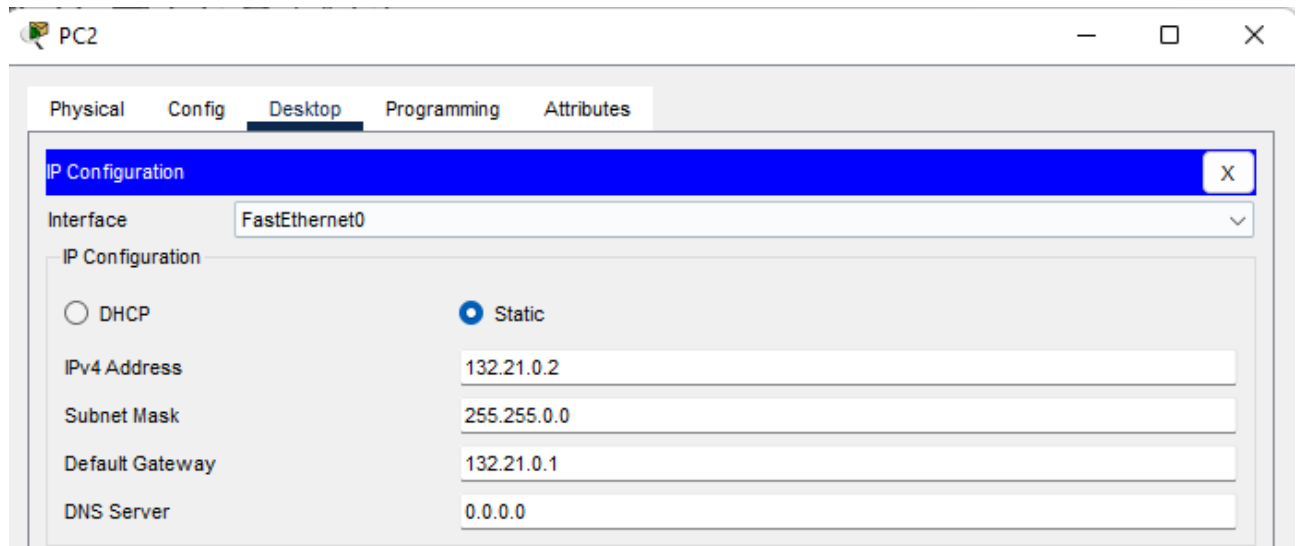 PC2
Physical Config Desktop Programming Attributes
IP Configuration X
Interface FastEthernet0
IP Configuration
DHCP Static
IPv4 Address 132.21.0.2
Subnet Mask 255.255.0.0
Default Gateway 132.21.0.1
DNS Server 0.0.0.0